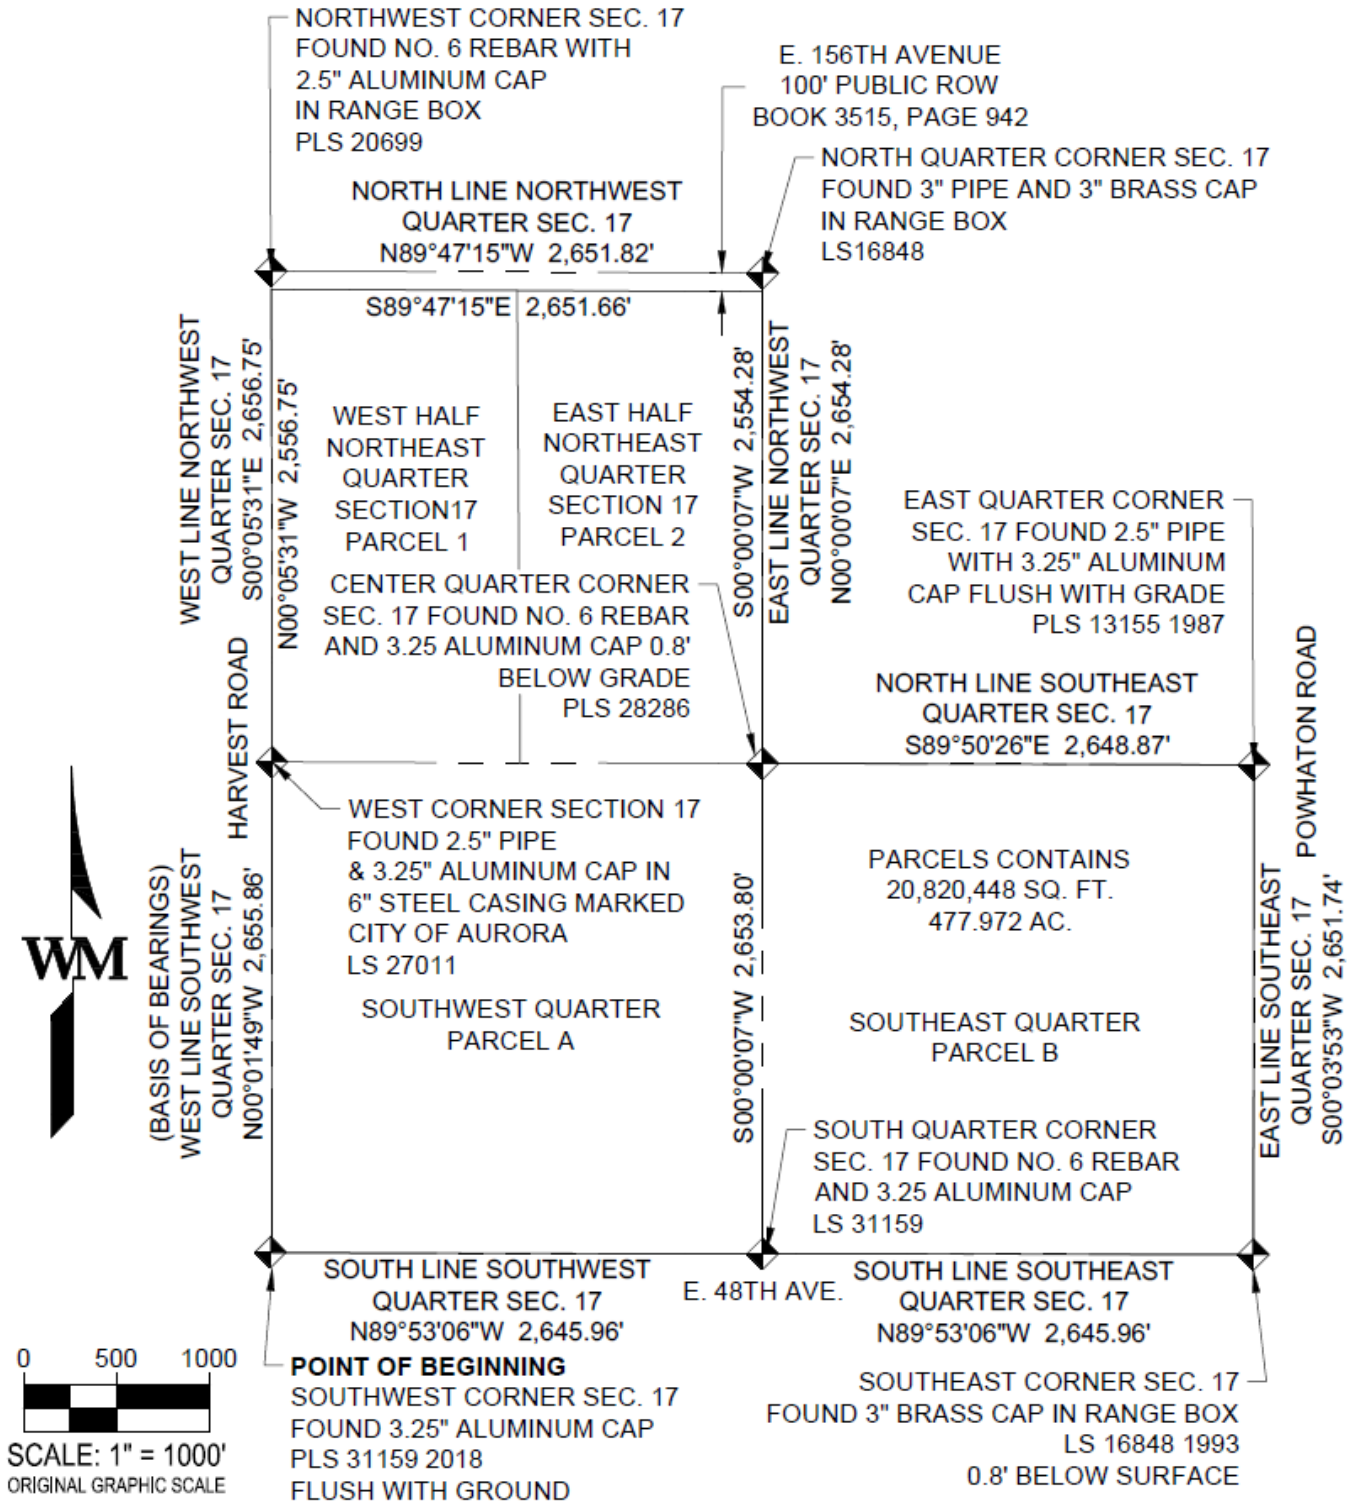 NORTHWEST CORNER SEC. 17
FOUND NO. 6 REBAR WITH
2.5" ALUMINUM CAP
IN RANGE BOX
PLS 20699
E. 156TH AVENUE
100' PUBLIC ROW
BOOK 3515, PAGE 942
NORTH QUARTER CORNER SEC. 17
FOUND 3" PIPE AND 3" BRASS CAP
IN RANGE BOX
LS16848
NORTH LINE NORTHWEST
QUARTER SEC. 17
N89°47'15"W 2,651.82'
S89°47'15"E 2,651.66'
WEST LINE NORTHWEST
QUARTER SEC. 17
S00°05'31"E 2,656.75'
N00°05'31"W 2,556.75'
WEST HALF
NORTHEAST
QUARTER
SECTION17
PARCEL 1
EAST HALF
NORTHEAST
QUARTER
SECTION 17
PARCEL 2
S00°00'07"W 2,554.28'
EAST LINE NORTHWEST
QUARTER SEC. 17
N00°00'07"E 2,654.28'
EAST QUARTER CORNER
SEC. 17 FOUND 2.5" PIPE
WITH 3.25" ALUMINUM
CAP FLUSH WITH GRADE
PLS 13155 1987
CENTER QUARTER CORNER
SEC. 17 FOUND NO. 6 REBAR
AND 3.25 ALUMINUM CAP 0.8'
BELOW GRADE
PLS 28286
NORTH LINE SOUTHEAST
QUARTER SEC. 17
S89°50'26"E 2,648.87'
HARVEST ROAD
POWHATON ROAD
WEST CORNER SECTION 17
FOUND 2.5" PIPE
& 3.25" ALUMINUM CAP IN
6" STEEL CASING MARKED
CITY OF AURORA
LS 27011
PARCELS CONTAINS
20,820,448 SQ. FT.
477.972 AC.
WM
(BASIS OF BEARINGS)
WEST LINE SOUTHWEST
QUARTER SEC. 17
N00°01'49"W 2,655.86'
SOUTHWEST QUARTER
PARCEL A
S00°00'07"W 2,653.80'
SOUTHEAST QUARTER
PARCEL B
EAST LINE SOUTHEAST
QUARTER SEC. 17
S00°03'53"W 2,651.74'
SOUTH QUARTER CORNER
SEC. 17 FOUND NO. 6 REBAR
AND 3.25 ALUMINUM CAP
LS 31159
SOUTH LINE SOUTHWEST
QUARTER SEC. 17
N89°53'06"W 2,645.96'
E. 48TH AVE.
SOUTH LINE SOUTHEAST
QUARTER SEC. 17
N89°53'06"W 2,645.96'
POINT OF BEGINNING
SOUTHWEST CORNER SEC. 17
FOUND 3.25" ALUMINUM CAP
PLS 31159 2018
FLUSH WITH GROUND
SOUTHEAST CORNER SEC. 17
FOUND 3" BRASS CAP IN RANGE BOX
LS 16848 1993
0.8' BELOW SURFACE
0 500 1000
SCALE: 1" = 1000'
ORIGINAL GRAPHIC SCALE